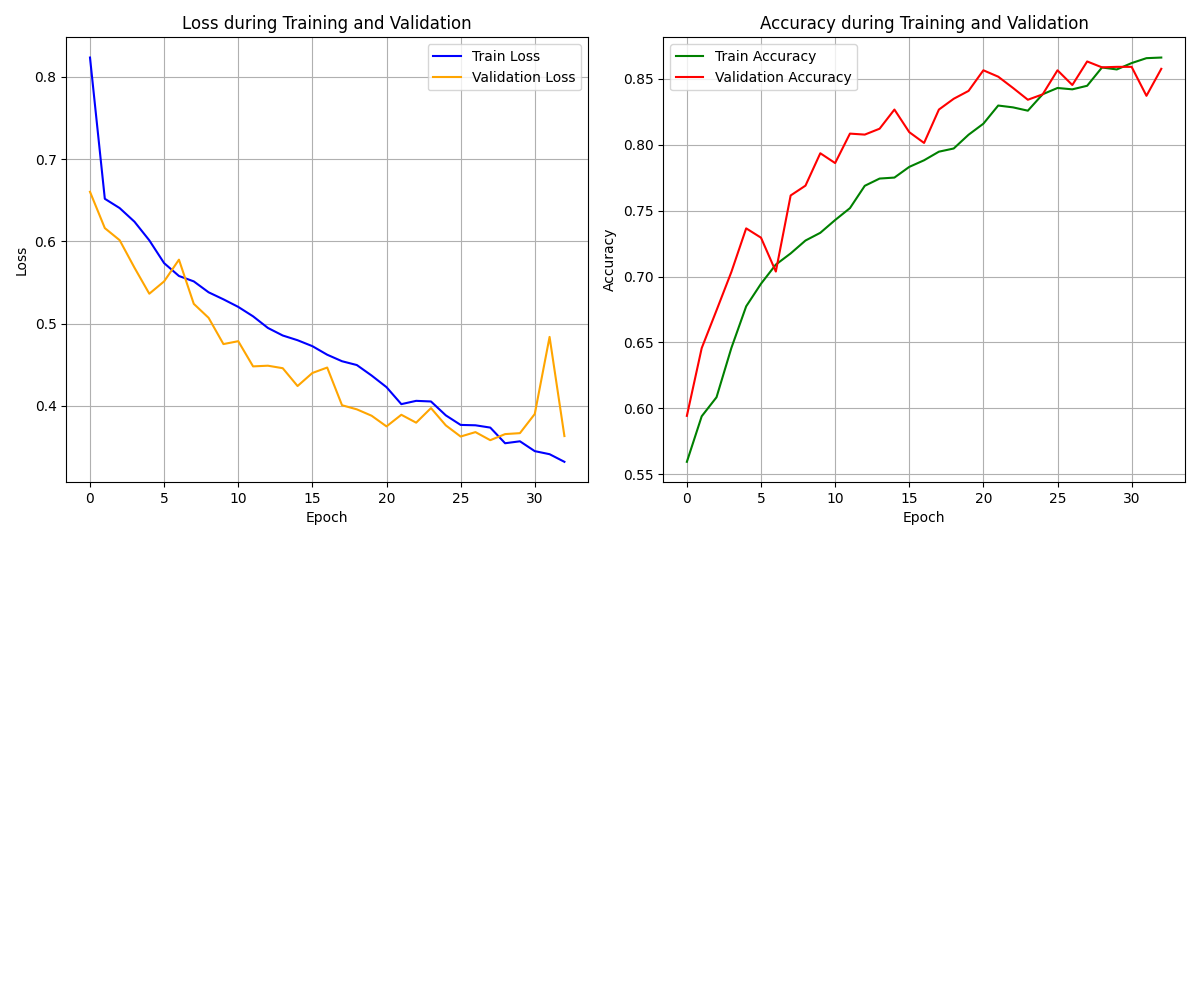 Loss during Training and Validation
Train Loss
Validation Loss
0.8
0.7
0.6
0.5
0.4
Loss
0 5 10 15 20 25 30
Epoch
Accuracy during Training and Validation
Train Accuracy
Validation Accuracy
0.85
0.80
0.75
0.70
0.65
0.60
0.55
Accuracy
0 5 10 15 20 25 30
Epoch